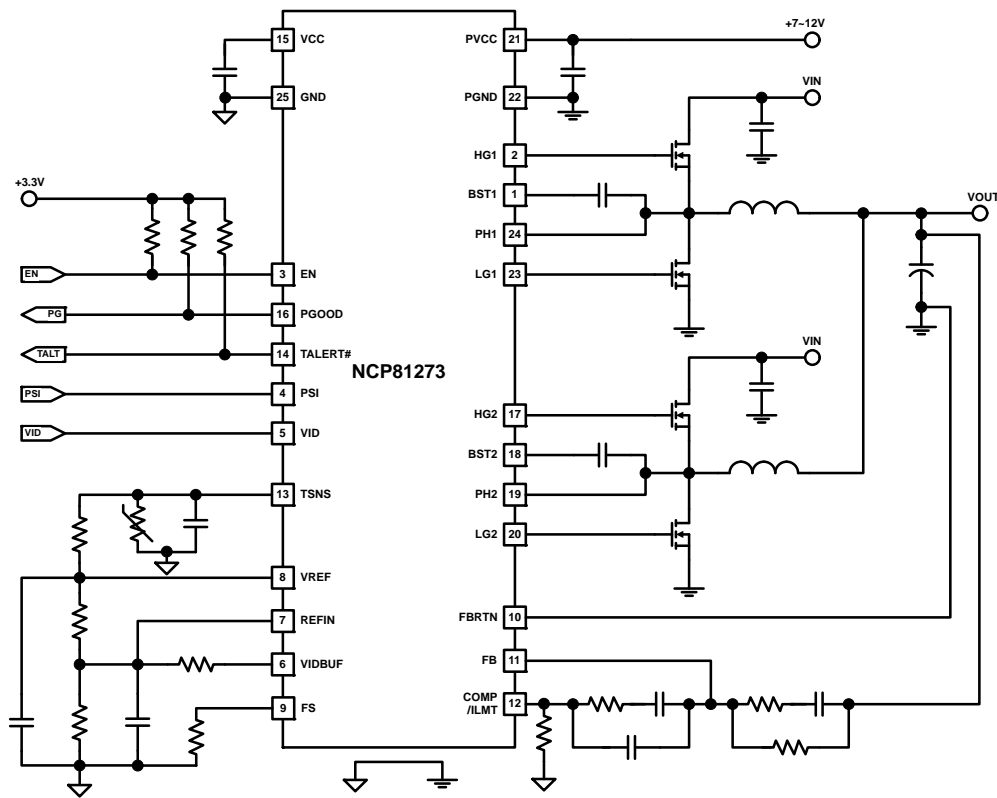 15 VCC
25 GND
+3.3V
EN 3 EN
PG 16 PGOOD
TALT 14 TALERT#
PSI 4 PSI
VID 5 VID
13 TSNS
8 VREF
7 REFIN
6 VIDBUF
9 FS
NCP81273
PVCC 21 +7~12V
PGND 22
VIN
HG1 2
BST1 1
PH1 24
VOUT
LG1 23
VIN
HG2 17
BST2 18
PH2 19
LG2 20
FBRTN 10
FB 11
COMP
/ILMT 12